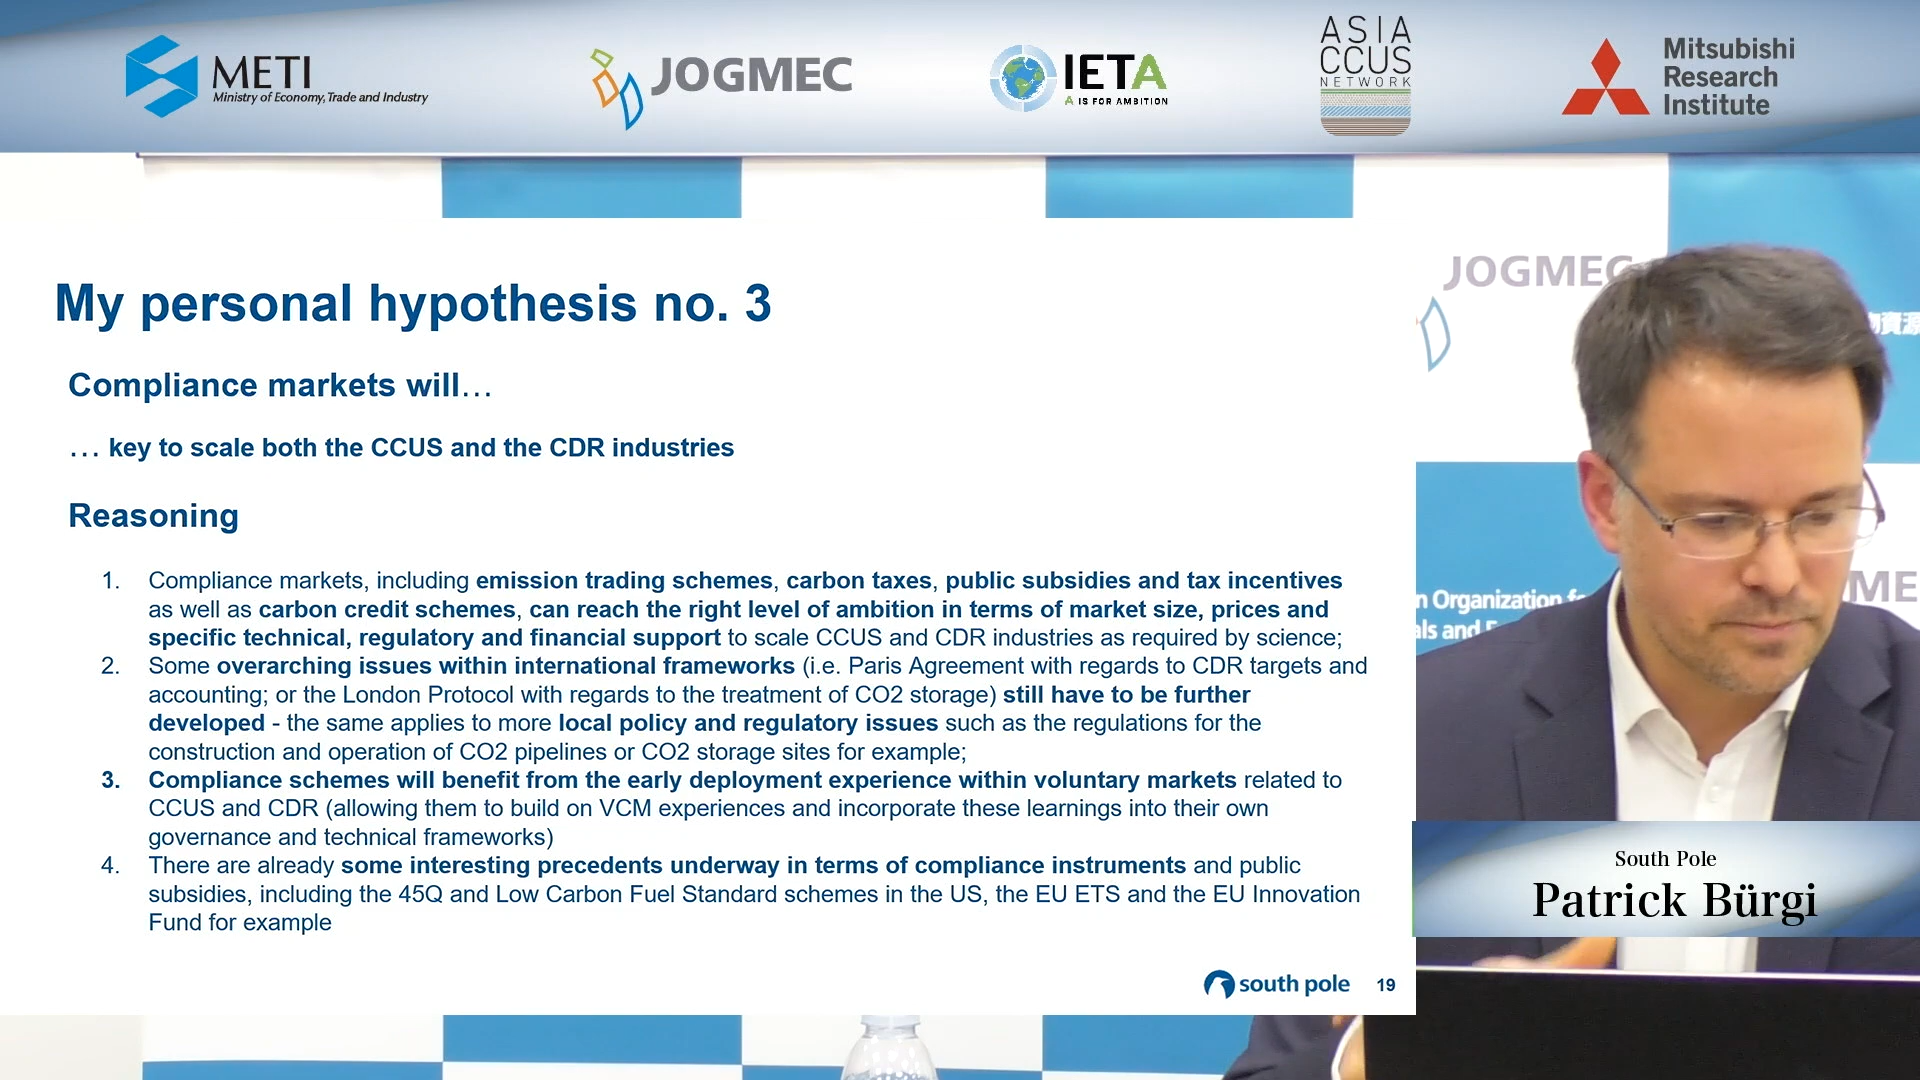 METI
Ministry of Economy, Trade and Industry
JOGMEC
IETA
A IS FOR AMBITION
ASIA
CCUS
NETWORK
Mitsubishi
Research
Institute
My personal hypothesis no. 3
Compliance markets will…
… key to scale both the CCUS and the CDR industries
Reasoning
1. Compliance markets, including emission trading schemes, carbon taxes, public subsidies and tax incentives
as well as carbon credit schemes, can reach the right level of ambition in terms of market size, prices and
specific technical, regulatory and financial support to scale CCUS and CDR industries as required by science;
2. Some overarching issues within international frameworks (i.e. Paris Agreement with regards to CDR targets and
accounting; or the London Protocol with regards to the treatment of CO2 storage) still have to be further
developed - the same applies to more local policy and regulatory issues such as the regulations for the
construction and operation of CO2 pipelines or CO2 storage sites for example;
3. Compliance schemes will benefit from the early deployment experience within voluntary markets related to
CCUS and CDR (allowing them to build on VCM experiences and incorporate these learnings into their own
governance and technical frameworks)
4. There are already some interesting precedents underway in terms of compliance instruments and public
subsidies, including the 45Q and Low Carbon Fuel Standard schemes in the US, the EU ETS and the EU Innovation
Fund for example
south pole 19
JOGMEC
資源
n Organization
als and
ME
South Pole
Patrick Bürgi